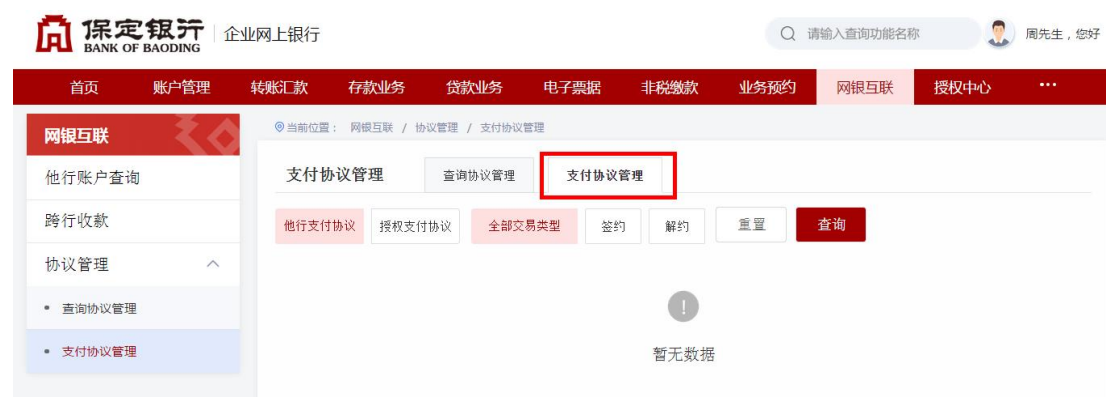 保定银行 企业网上银行 请输入查询功能名称 周先生，您好
BANK OF BAODING
首页 账户管理 转账汇款 存款业务 贷款业务 电子票据 非税缴款 业务预约 网银互联 授权中心 ···
网银互联
当前位置： 网银互联 / 协议管理 / 支付协议管理
他行账户查询
支付协议管理 查询协议管理 支付协议管理
跨行收款
他行支付协议 授权支付协议 全部交易类型 签约 解约 重置 查询
协议管理
• 查询协议管理
• 支付协议管理
暂无数据